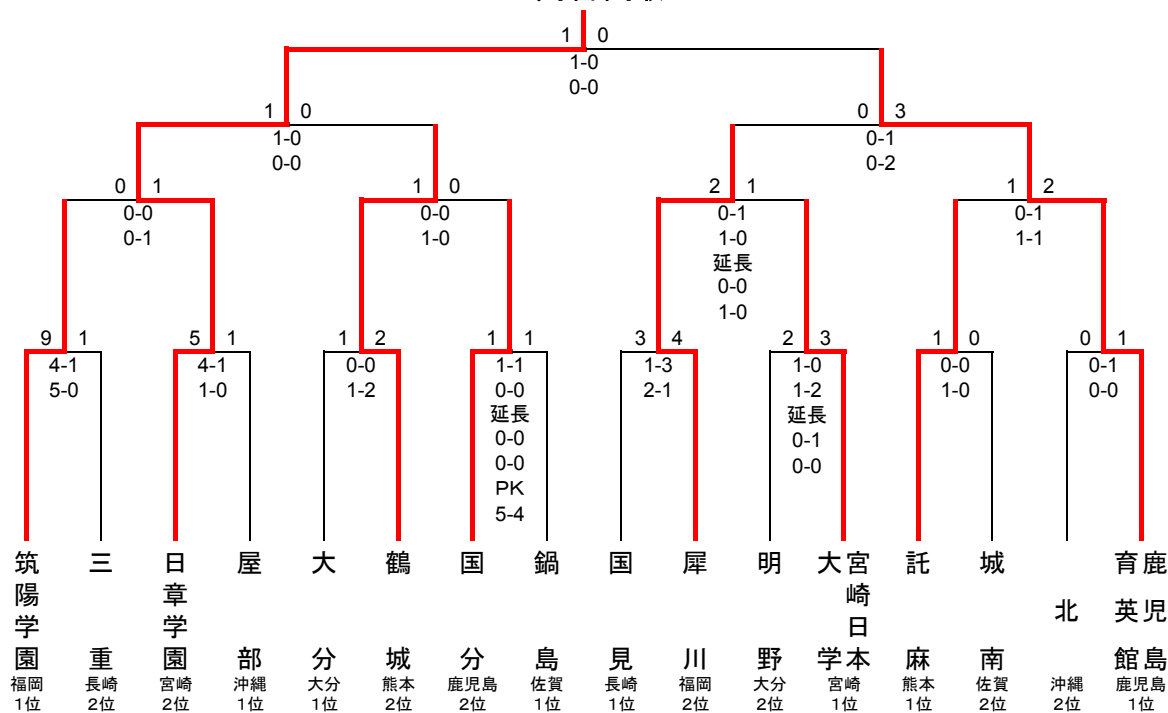 1 0
1-0
0-0
1 0
1-0
0-0
0 3
0-1
0-2
0 1
0-0
0-1
1 0
0-0
1-0
2 1
0-1
1-0
延長
0-0
1-0
1 2
0-1
1-1
9 1
4-1
5-0
5 1
4-1
1-0
1 2
0-0
1-2
1 1
1-1
0-0
延長
0-0
0-0
PK
5-4
3 4
1-3
2-1
2 3
1-0
1-2
延長
0-1
0-0
1 0
0-0
1-0
0 1
0-1
0-0
筑陽学園
福岡
1位
三重
長崎
2位
日章学園
宮崎
2位
屋部
沖縄
1位
大分
大分
1位
鶴城
熊本
2位
国分
鹿児島
2位
鍋島
佐賀
1位
国見
長崎
1位
犀川
福岡
2位
明野
大分
2位
宮崎日本
大学
宮崎
1位
託麻
熊本
1位
城南
佐賀
2位
北
沖縄
2位
鹿児島
育英館
鹿児島
1位